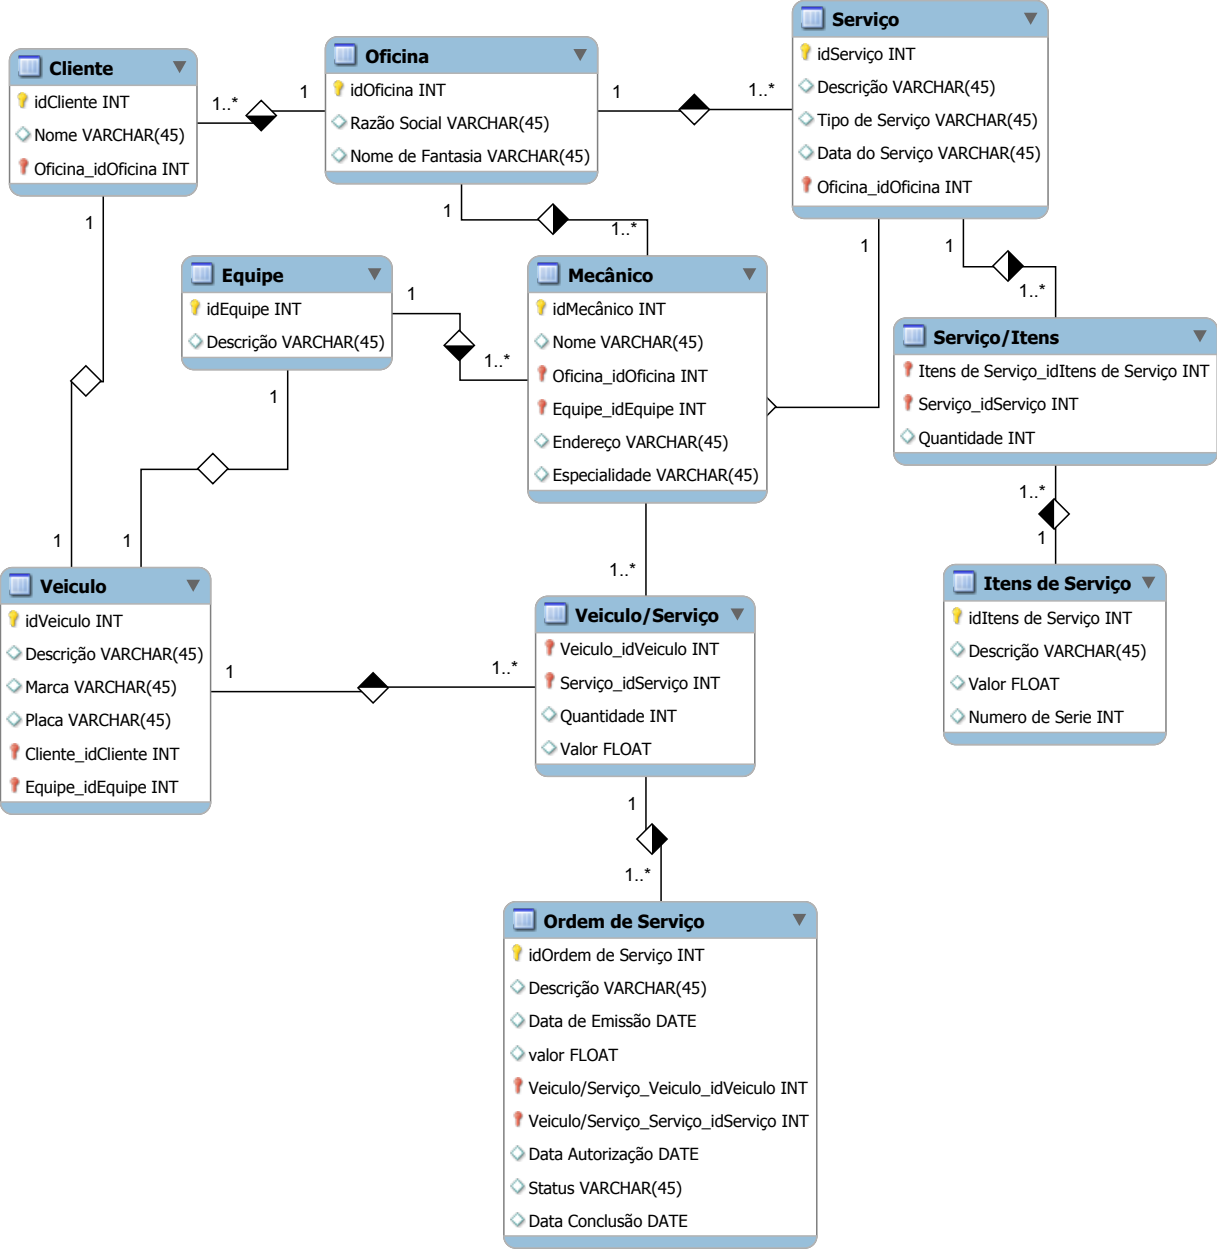 Cliente
idCliente INT
Nome VARCHAR(45)
Oficina_idOficina INT
1..*
1
Oficina
idOficina INT
Razão Social VARCHAR(45)
Nome de Fantasia VARCHAR(45)
1
1..*
Serviço
idServiço INT
Descrição VARCHAR(45)
Tipo de Serviço VARCHAR(45)
Data do Serviço VARCHAR(45)
Oficina_idOficina INT
1
1
1..*
1
1
1..*
Equipe
idEquipe INT
Descrição VARCHAR(45)
1
1..*
1
Mecânico
idMecânico INT
Nome VARCHAR(45)
Oficina_idOficina INT
Equipe_idEquipe INT
Endereço VARCHAR(45)
Especialidade VARCHAR(45)
Serviço/Itens
Itens de Serviço_idItens de Serviço INT
Serviço_idServiço INT
Quantidade INT
1..*
1
1
1
1..*
Veiculo
idVeiculo INT
Descrição VARCHAR(45)
Marca VARCHAR(45)
Placa VARCHAR(45)
Cliente_idCliente INT
Equipe_idEquipe INT
1
1..*
Veiculo/Serviço
Veiculo_idVeiculo INT
Serviço_idServiço INT
Quantidade INT
Valor FLOAT
Itens de Serviço
idItens de Serviço INT
Descrição VARCHAR(45)
Valor FLOAT
Numero de Serie INT
1
1..*
Ordem de Serviço
idOrdem de Serviço INT
Descrição VARCHAR(45)
Data de Emissão DATE
valor FLOAT
Veiculo/Serviço_Veiculo_idVeiculo INT
Veiculo/Serviço_Serviço_idServiço INT
Data Autorização DATE
Status VARCHAR(45)
Data Conclusão DATE